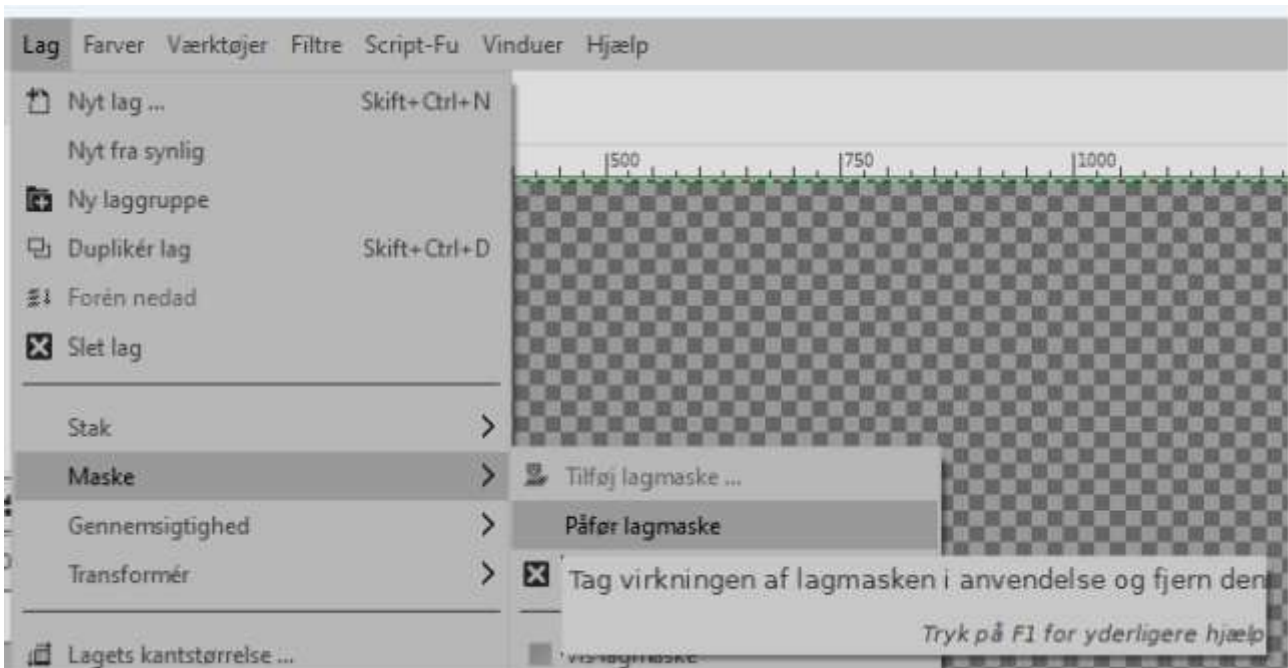 Lag Farver Værktøjer Filtre Script-Fu Vinduer Hjælp
Nyt lag ... Skift+Ctrl+N
Nyt fra synlig
500 750 1000
Ny laggruppe
Duplikér lag Skift+Ctrl+D
Forén nedad
Slet lag
Stak
Maske
Tilføj lagmaske ...
Gennemsigtighed
Påfør lagmaske
Transformér
Tag virkningen af lagmasken i anvendelse og fjern den
Tryk på F1 for yderligere hjælp
Lagets kantstørrelse ...
Vis lagmaske